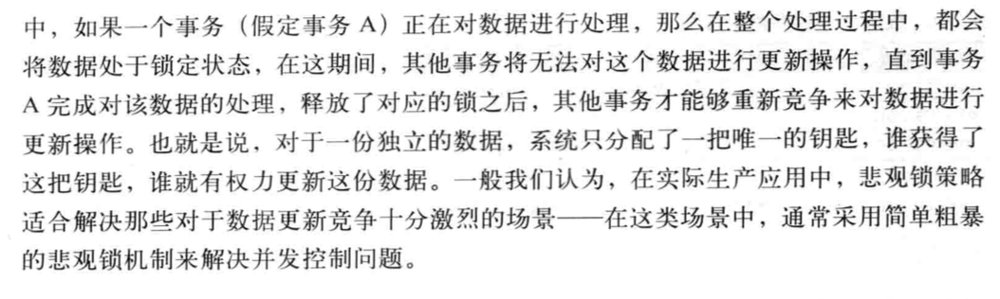 中，如果一个事务（假定事务 A）正在对数据进行处理，那么在整个处理过程中，都会
将数据处于锁定状态，在这期间，其他事务将无法对这个数据进行更新操作，直到事务
A 完成对该数据的处理，释放了对应的锁之后，其他事务才能够重新竞争来对数据进行
更新操作。也就是说，对于一份独立的数据，系统只分配了一把唯一的钥匙，谁获得了
这把钥匙，谁就有权力更新这份数据。一般我们认为，在实际生产应用中，悲观锁策略
适合解决那些对于数据更新竞争十分激烈的场景——在这类场景中，通常采用简单粗暴
的悲观锁机制来解决并发控制问题。